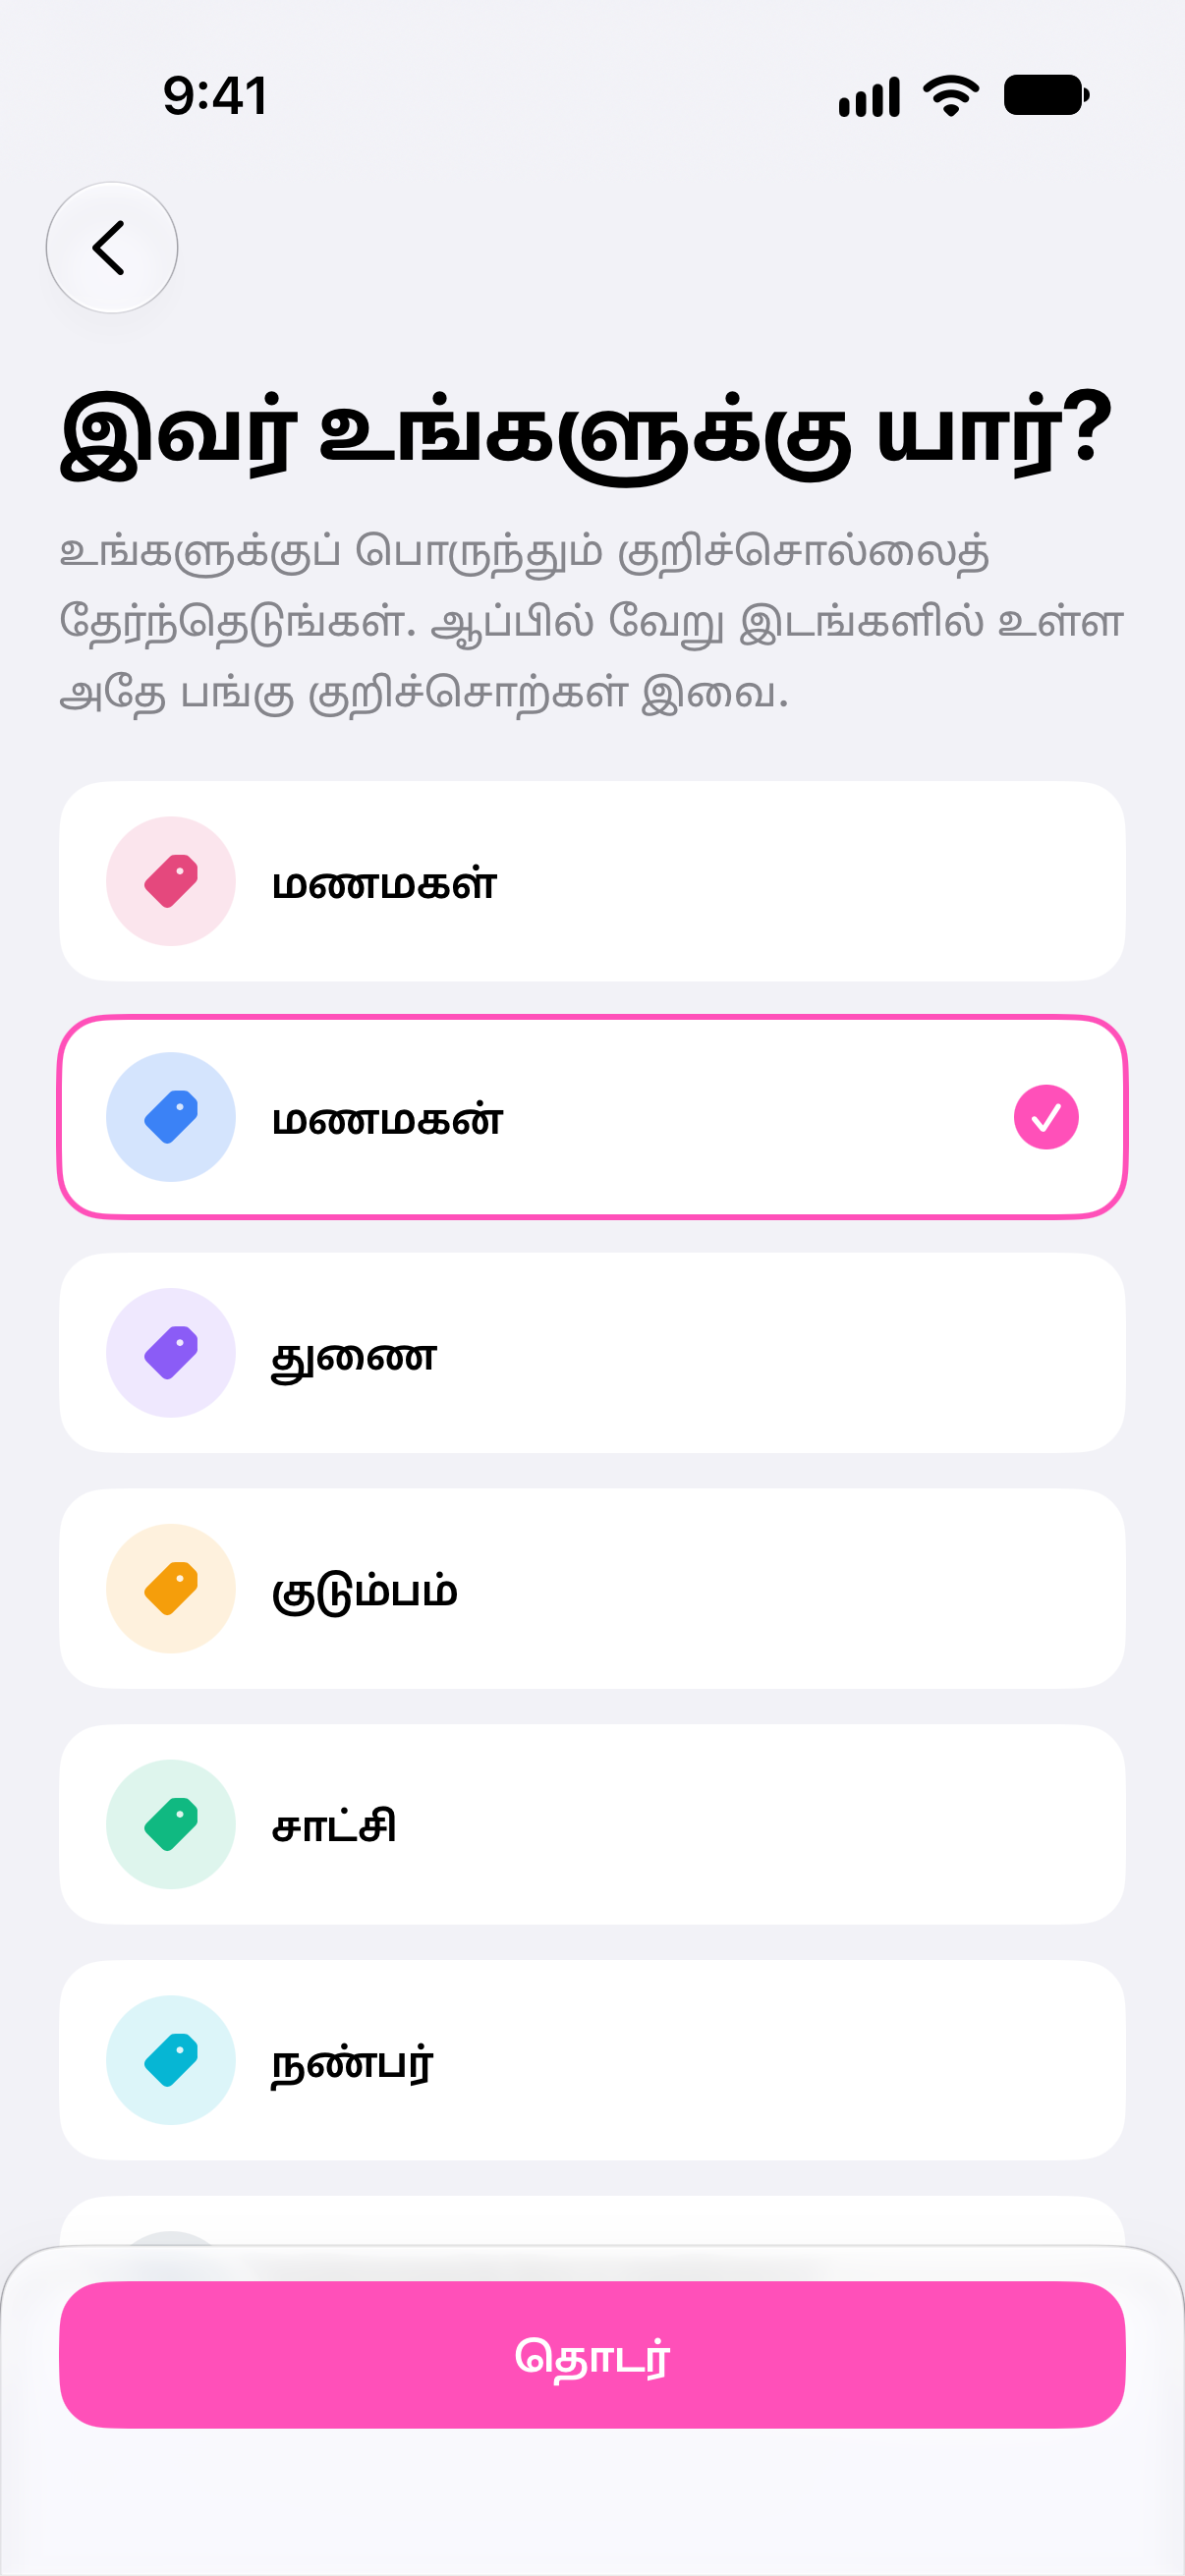 9:41
இவர் உங்களுக்கு யார்?
உங்களுக்குப் பொருந்தும் குறிச்சொல்லைத்
தேர்ந்தெடுங்கள். ஆப்பில் வேறு இடங்களில் உள்ள
அதே பங்கு குறிச்சொற்கள் இவை.
மணமகள்
மணமகன்
துணை
குடும்பம்
சாட்சி
நண்பர்
தொடர்